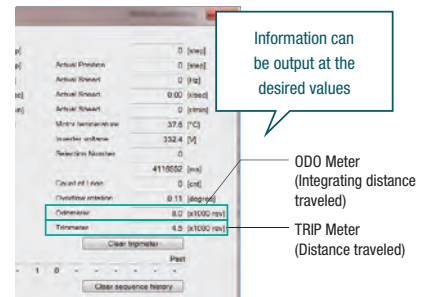 Information can
be output at the
desired values
p]
0 [step]
p]
Actual Position 0 [step]
Actual Speed 0 [Hz]
ec] Actual Speed 0.00 [r/sec]
n] Actual Speed 0 [r/min]
Motor temperature 37.6 [°C]
Inverter voltage 332.4 [V]
Selection Number 0
4116552 [ms]
Count of Loop 0 [cnt]
Overflow rotation 0.11 [degree]
Odometer 8.0 [x1000 rev]
Tripmeter 4.8 [x1000 rev]
Clear tripmeter
Past
- 1 0 - - - - - - -
Clear sequence history
ODO Meter
(Integrating distance
traveled)
TRIP Meter
(Distance traveled)